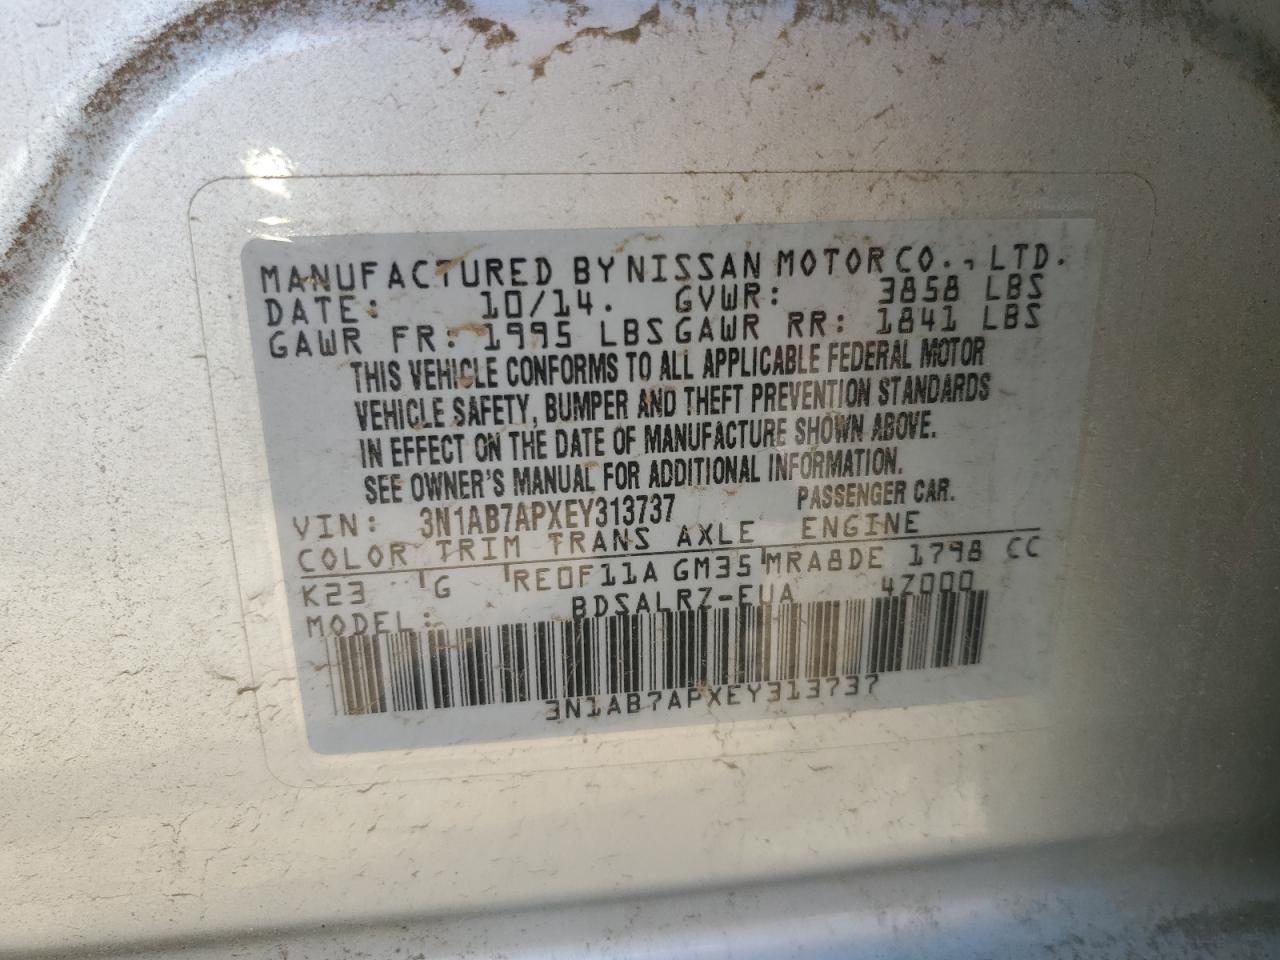 MANUFACTURED BY NISSAN MOTOR CO., LTD.
DATE: 10/14. GVWR: 3858 LBS
GAWR FR: 1995 LBS GAWR RR: 1841 LBS
THIS VEHICLE CONFORMS TO ALL APPLICABLE FEDERAL MOTOR
VEHICLE SAFETY, BUMPER AND THEFT PREVENTION STANDARDS
IN EFFECT ON THE DATE OF MANUFACTURE SHOWN ABOVE.
SEE OWNER'S MANUAL FOR ADDITIONAL INFORMATION.
VIN: 3N1AB7APXEY313737 PASSENGER CAR.
COLOR TRIM TRANS AXLE ENGINE
K23 G RE0F11A GM35 MRA8DE 1798 CC
MODEL: BDSALRZ-EUA 4Z000
3N1AB7APXEY313737